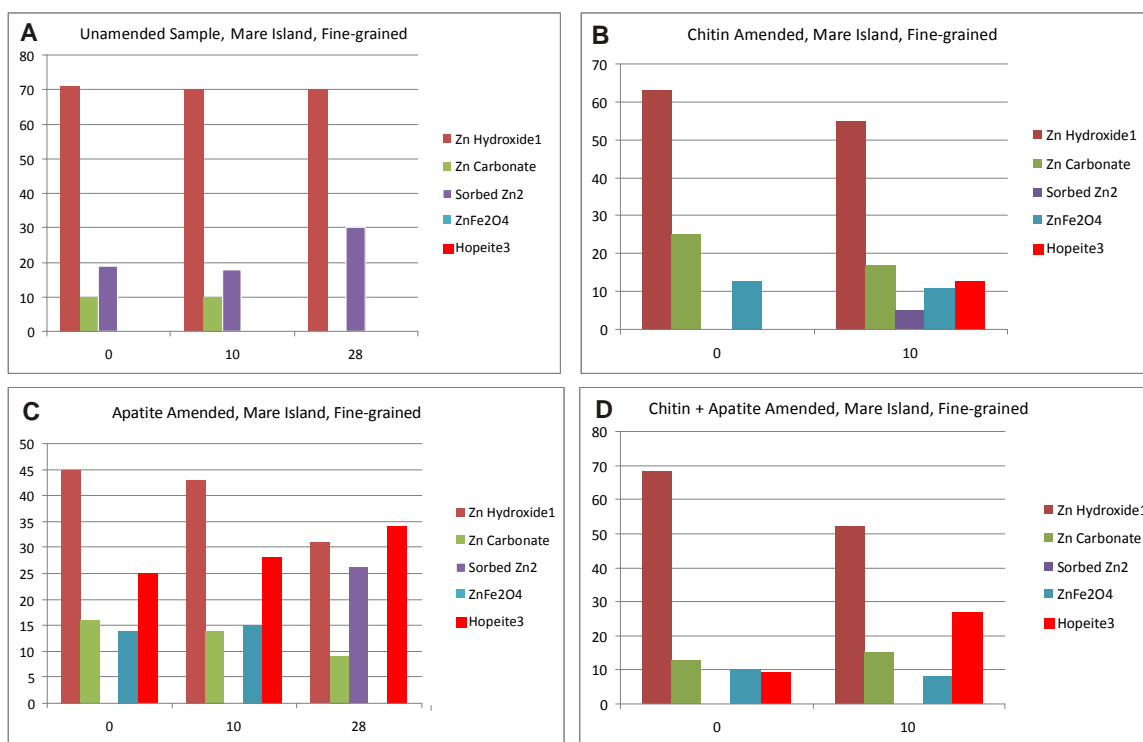 A
Unamended Sample, Mare Island, Fine-grained
80
70
60
50
40
30
20
10
0
0 10 28
Zn Hydroxide1
Zn Carbonate
Sorbed Zn2
ZnFe2O4
Hopeite3
B
Chitin Amended, Mare Island, Fine-grained
70
60
50
40
30
20
10
0
0 10
Zn Hydroxide1
Zn Carbonate
Sorbed Zn2
ZnFe2O4
Hopeite3
C
Apatite Amended, Mare Island, Fine-grained
50
45
40
35
30
25
20
15
10
5
0
0 10 28
Zn Hydroxide1
Zn Carbonate
Sorbed Zn2
ZnFe2O4
Hopeite3
D
Chitin + Apatite Amended, Mare Island, Fine-grained
80
70
60
50
40
30
20
10
0
0 10
Zn Hydroxide1
Zn Carbonate
Sorbed Zn2
ZnFe2O4
Hopeite3